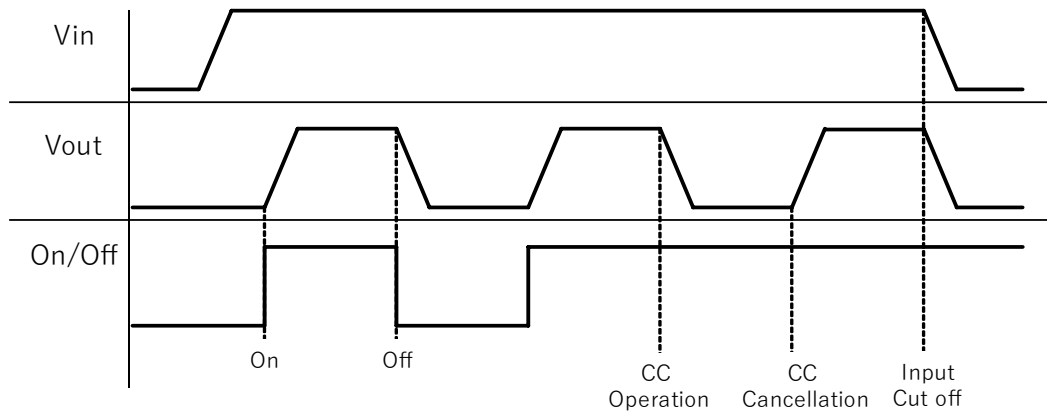 Vin
Vout
On/Off
On
Off
CC
Operation
CC
Cancellation
Input
Cut off